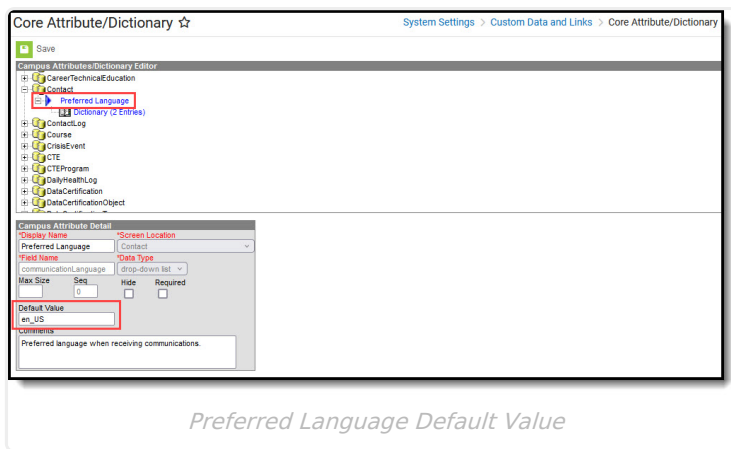 Core Attribute/Dictionary ☆
System Settings > Custom Data and Links > Core Attribute/Dictionary
Save
Campus Attributes/Dictionary Editor
CareerTechnicalEducation
Contact
Preferred Language
Dictionary (2 Entries)
ContactLog
Course
CrisisEvent
CTE
CTEProgram
DailyHealthLog
DataCertification
DataCertificationObject
Campus Attribute Detail
*Display Name *Screen Location
Preferred Language Contact
*Field Name *Data Type
communicationLanguage drop-down list
Max Size Seq Hide Required
0
Default Value
en_US
Comments
Preferred language when receiving communications.
Preferred Language Default Value